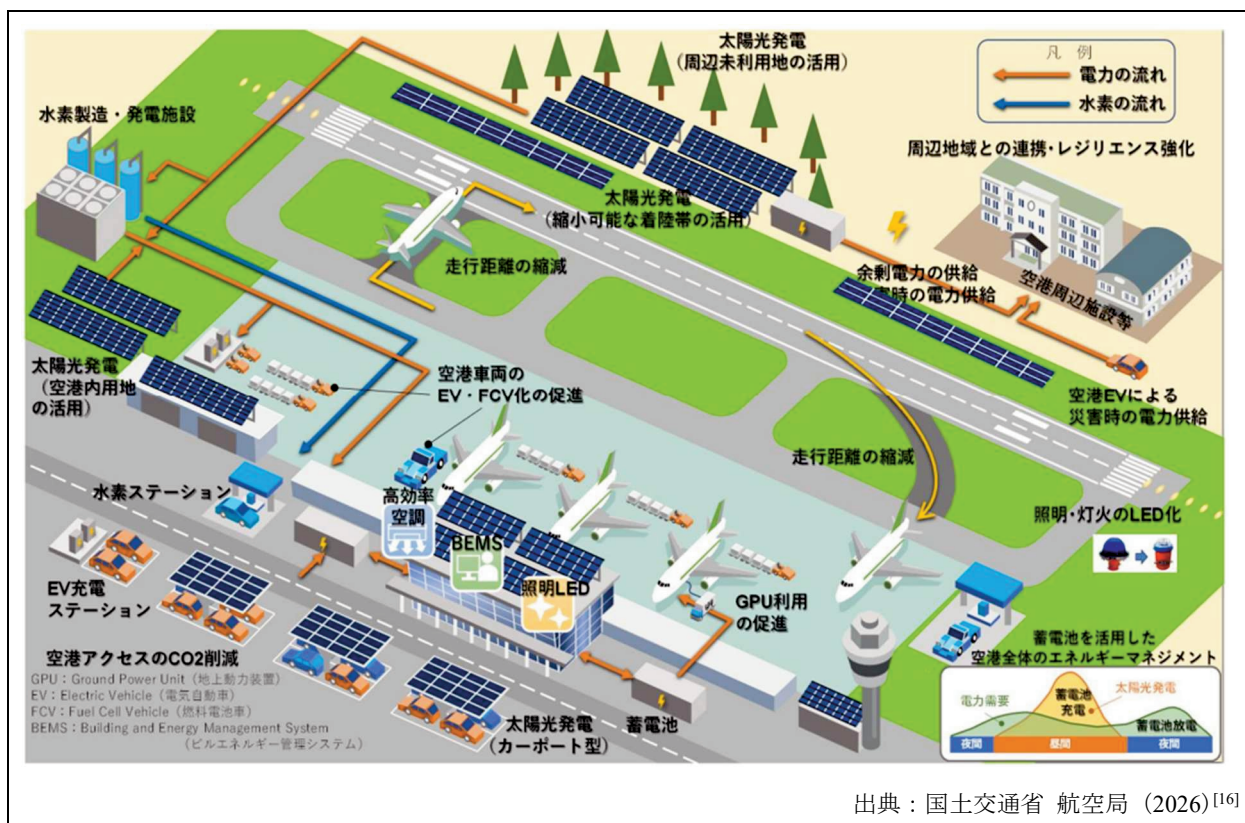 太陽光発電
(周辺未利用地の活用)
凡 例
電力の流れ
水素の流れ
水素製造・発電施設
周辺地域との連携・レジリエンス強化
太陽光発電
(縮小可能な着陸帯の活用)
走行距離の縮減
余剰電力の供給
害時の電力供給
空港周辺施設等
太陽光発電
(空港内用地
の活用)
空港車両の
EV・FCV化の促進
空港EVによる
災害時の電力供給
走行距離の縮減
水素ステーション
高効率
空調
BEMS
照明LED
照明・灯火のLED化
EV充電
ステーション
GPU利用
の促進
空港アクセスのCO2削減
GPU：Ground Power Unit（地上動力装置）
EV：Electric Vehicle（電気自動車）
FCV：Fuel Cell Vehicle（燃料電池車）
BEMS：Building and Energy Management System
（ビルエネルギー管理システム）
太陽光発電
(カーポート型)
蓄電池
蓄電池を活用した
空港全体のエネルギーマネジメント
電力需要
蓄電池
充電
太陽光発電
蓄電池放電
夜間
昼間
夜間
出典：国土交通省 航空局（2026）[16]